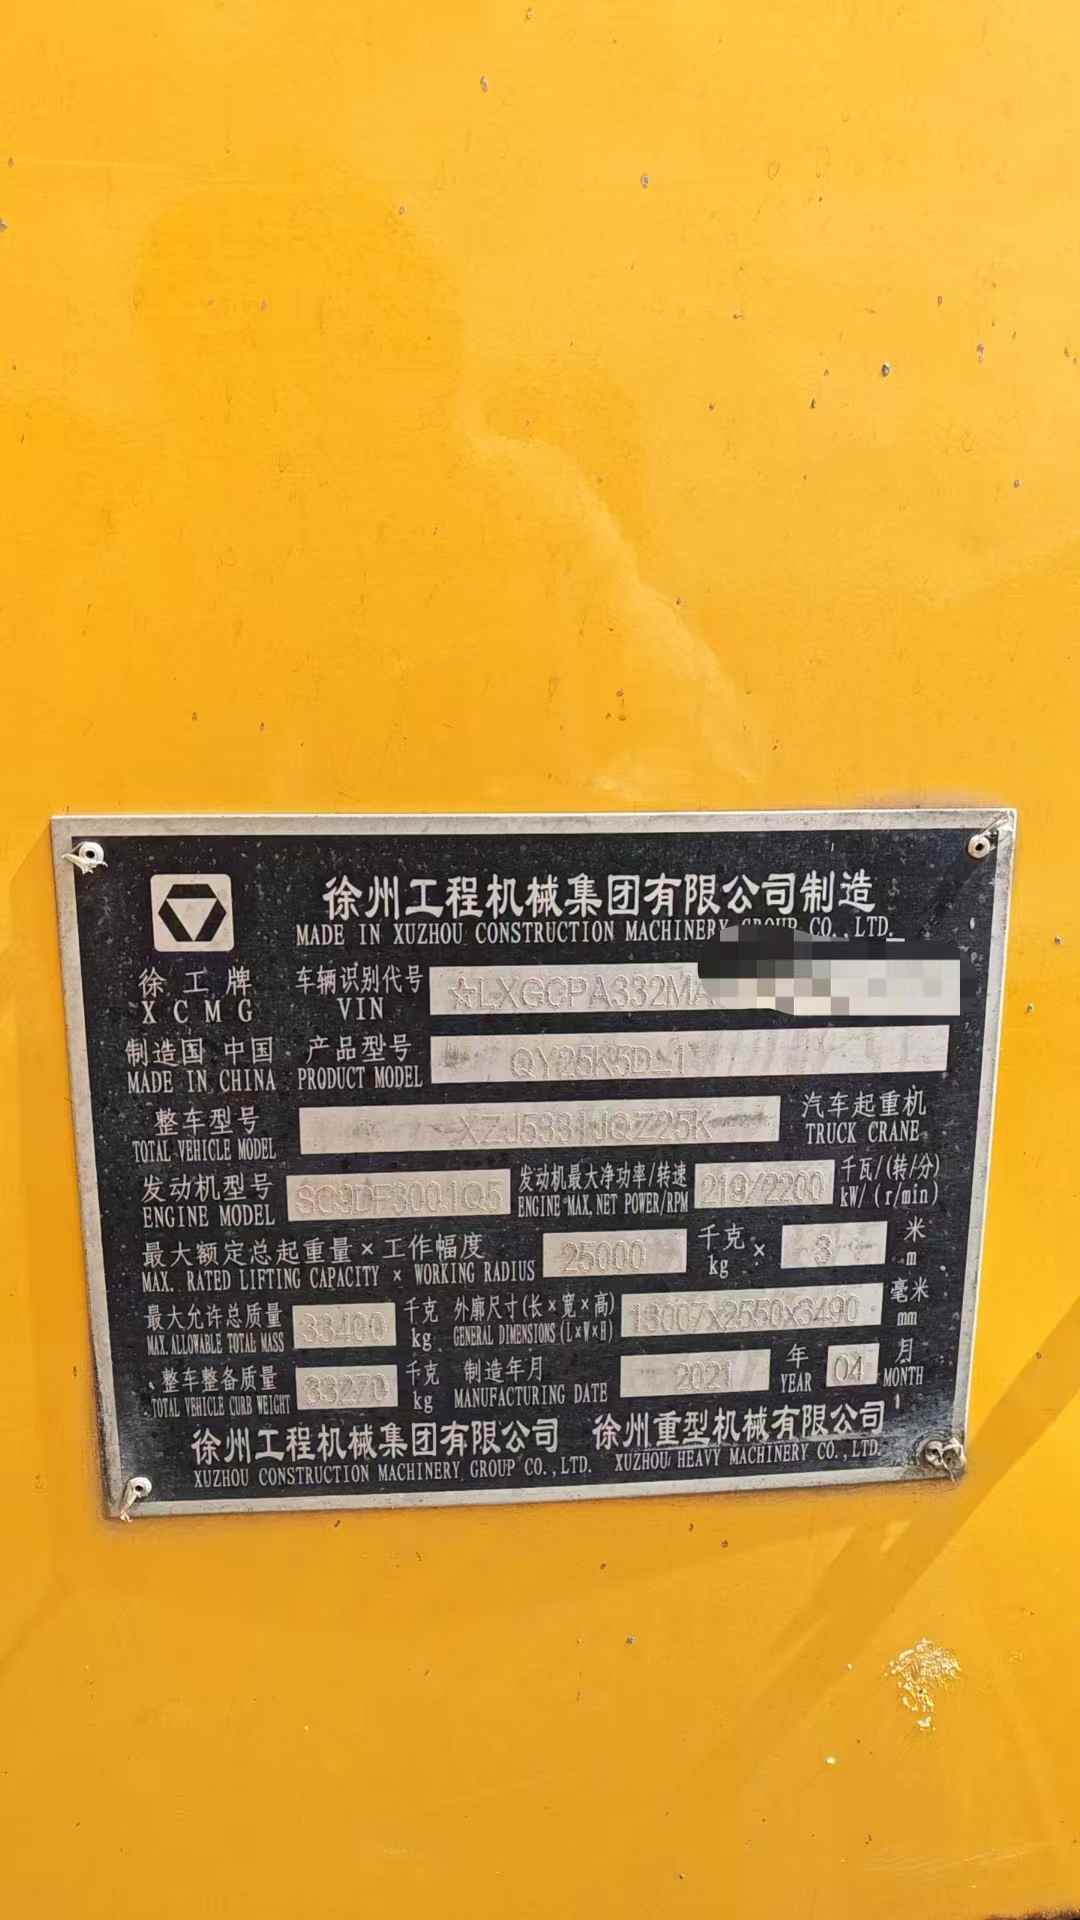 徐州工程机械集团有限公司制造
MADE IN XUZHOU CONSTRUCTION MACHINERY GROUP CO., LTD.
徐工牌 车辆识别代号 ☆LXGCPA332MA
XCMG VIN
制造国 中国 产品型号 QY25K5D-1
MADE IN CHINA PRODUCT MODEL
整车型号 XZJ5331JQZ25K 汽车起重机
TOTAL VEHICLE MODEL TRUCK CRANE
发动机型号 SC9DF300.1Q5 发动机最大净功率/转速 219/2200 千瓦/(转/分)
ENGINE MODEL ENGINE MAX. NET POWER/RPM kW/(r/min)
最大额定总起重量×工作幅度 25000 千克 × 3 米
MAX. RATED LIFTING CAPACITY × WORKING RADIUS kg m
最大允许总质量 33400 千克 外廓尺寸(长×宽×高) 13007x2550x3490 毫米
MAX. ALLOWABLE TOTAL MASS kg GENERAL DIMENSIONS (L×W×H) mm
整车整备质量 33270 千克 制造年月 2021 年 04 月
TOTAL VEHICLE CURB WEIGHT kg MANUFACTURING DATE YEAR MONTH
徐州工程机械集团有限公司 徐州重型机械有限公司
XUZHOU CONSTRUCTION MACHINERY GROUP CO., LTD. XUZHOU HEAVY MACHINERY CO., LTD.